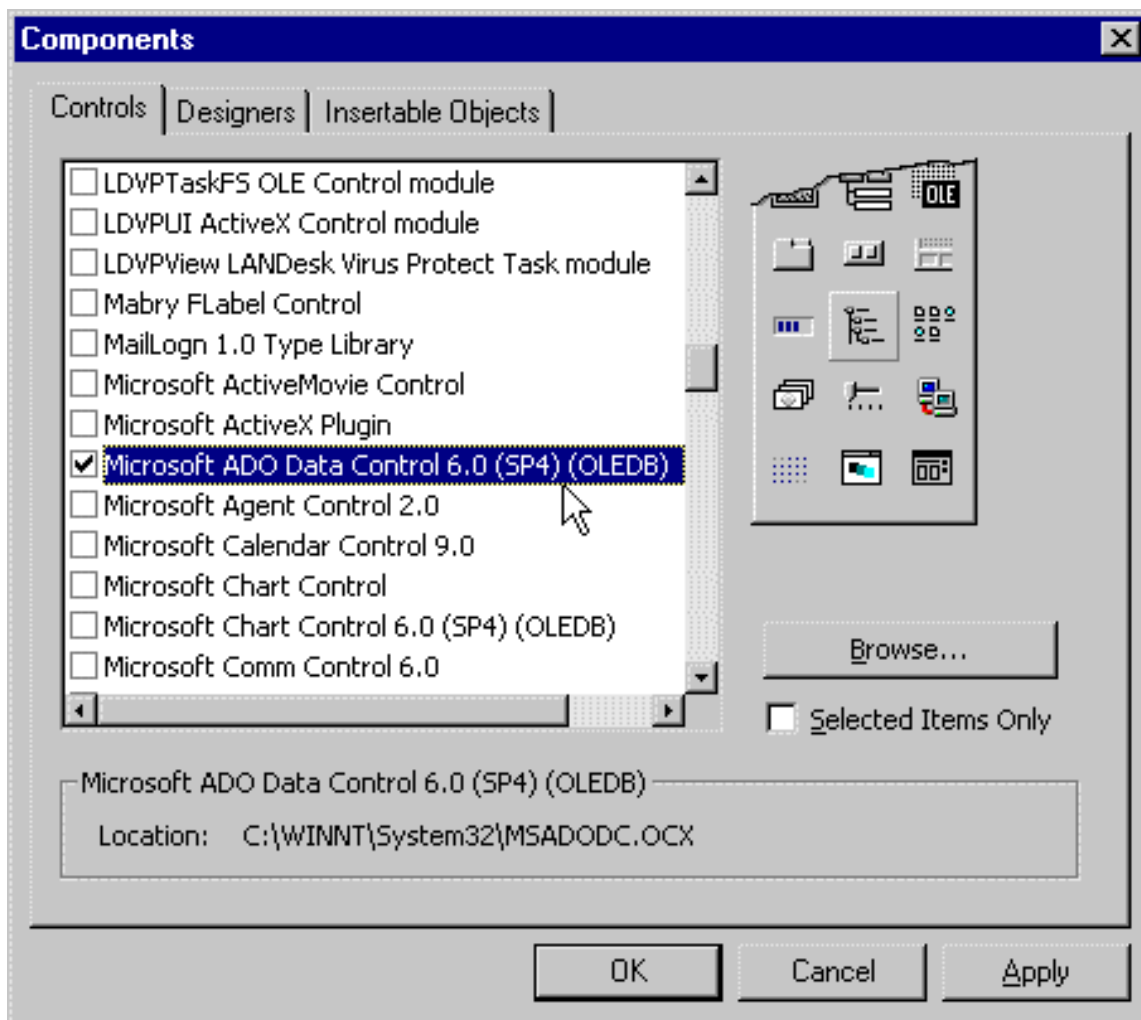 Components
Controls
Designers
Insertable Objects
LDVPTaskFS OLE Control module
LDVPUI ActiveX Control module
LDVPView LANDesk Virus Protect Task module
Mabry FLabel Control
MailLogn 1.0 Type Library
Microsoft ActiveMovie Control
Microsoft ActiveX Plugin
Microsoft ADO Data Control 6.0 (SP4) (OLEDB)
Microsoft Agent Control 2.0
Microsoft Calendar Control 9.0
Microsoft Chart Control
Microsoft Chart Control 6.0 (SP4) (OLEDB)
Microsoft Comm Control 6.0
OLE
Browse...
Selected Items Only
Microsoft ADO Data Control 6.0 (SP4) (OLEDB)
Location: C:\WINNT\System32\MSADODC.OCX
OK
Cancel
Apply